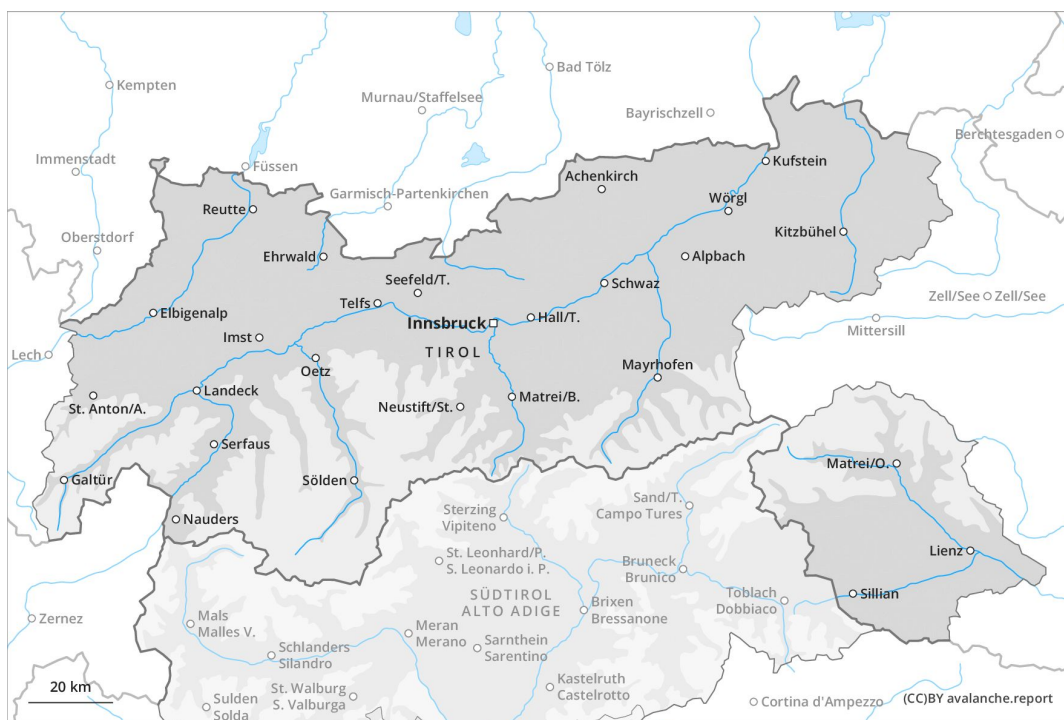 Kempten
Bad Tölz
Murnau/Staffelsee
Bayrischzell
Berchtesgaden
Immenstadt
Füssen
Kufstein
Achenkirch
Garmisch-Partenkirchen
Wörgl
Reutte
Oberstdorf
Kitzbühel
Ehrwald
Alpbach
Seefeld/T.
Schwaz
Telfs
Zell/See
Zell/See
Elbigenalp
Innsbruck
Hall/T.
Mittersill
Imst
Lech
TIROL
Oetz
Mayrhofen
Landeck
St. Anton/A.
Neustift/St.
Matrei/B.
Serfaus
Matrei/O.
Galtür
Sölden
Sand/T.
Campo Tures
Sterzing
Vipiteno
Nauders
St. Leonhard/P.
S. Leonardo i. P.
Bruneck
Brunico
Lienz
SÜDTIROL
ALTO ADIGE
Sillian
Toblach
Dobbiaco
Brixen
Bressanone
Zernez
Mals
Malles V.
Meran
Merano
Sarnthein
Sarentino
Schlanders
Silandro
Kastelruth
Castelrotto
20 km
St. Walburg
S. Valburga
Sulden
Solda
Cortina d'Ampezzo
(CC)BY avalanche.report